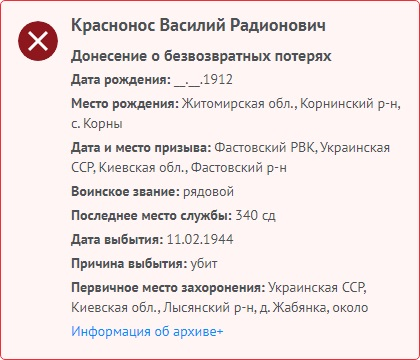 Краснонос Василий Радионович
Донесение о безвозвратных потерях
Дата рождения: __.__.1912
Место рождения: Житомирская обл., Корнинский р-н,
с. Корны
Дата и место призыва: Фастовский РВК, Украинская
ССР, Киевская обл., Фастовский р-н
Воинское звание: рядовой
Последнее место службы: 340 сд
Дата выбытия: 11.02.1944
Причина выбытия: убит
Первичное место захоронения: Украинская ССР,
Киевская обл., Лысянский р-н, д. Жабянка, около
Информация об архиве+